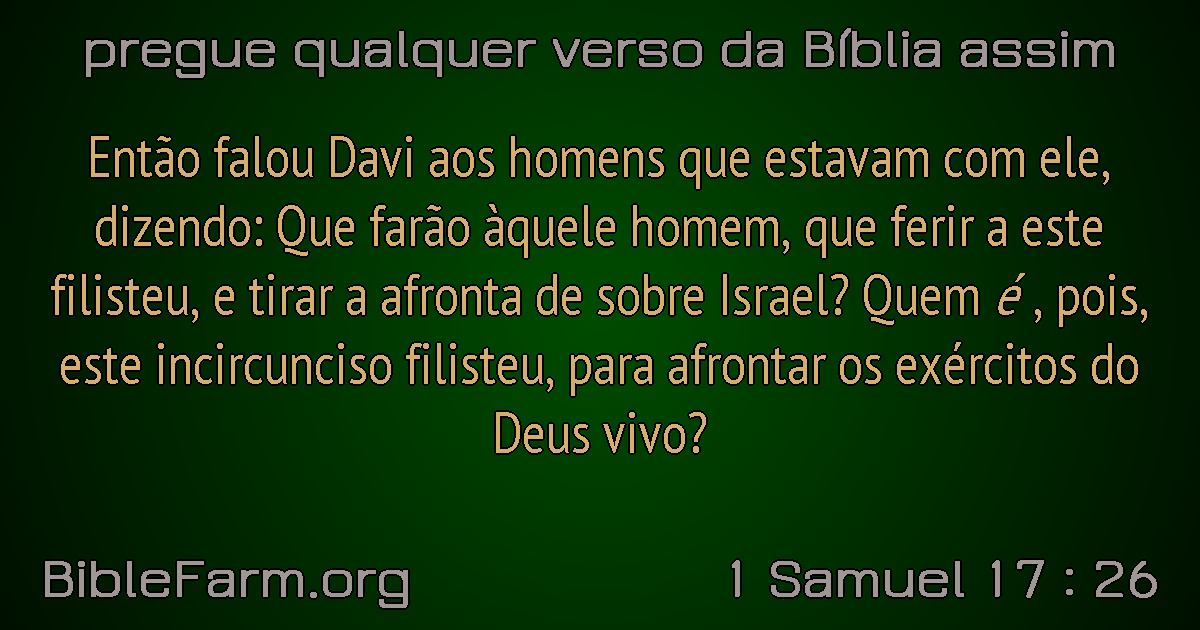 pregue qualquer verso da Bíblia assim
Então falou Davi aos homens que estavam com ele,
dizendo: Que farão àquele homem, que ferir a este
filisteu, e tirar a afronta de sobre Israel? Quem é , pois,
este incircunciso filisteu, para afrontar os exércitos do
Deus vivo?
BibleFarm.org
1 Samuel 17 : 26